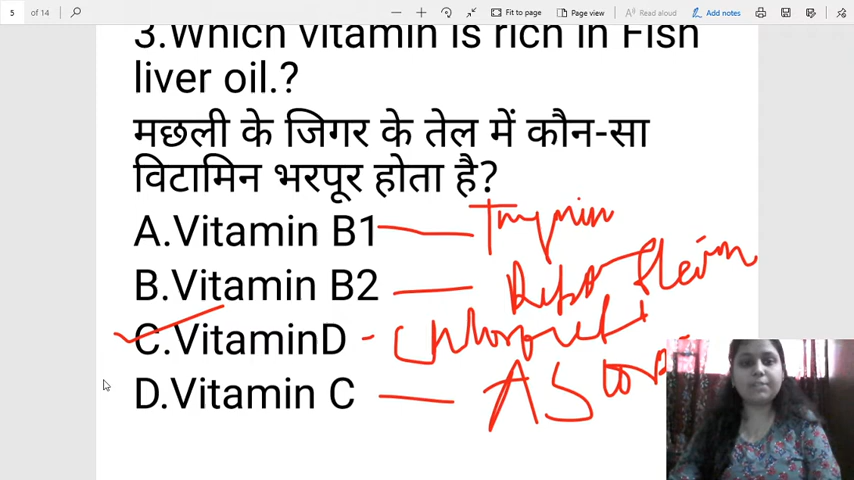 5 of 14 Fit to page Page view Read aloud Add notes
3.Which vitamin is rich in Fish
liver oil.?
मछली के जिगर के तेल में कौन-सा
विटामिन भरपूर होता है?
A.Vitamin B1
B.Vitamin B2
C.VitaminD
D.Vitamin C